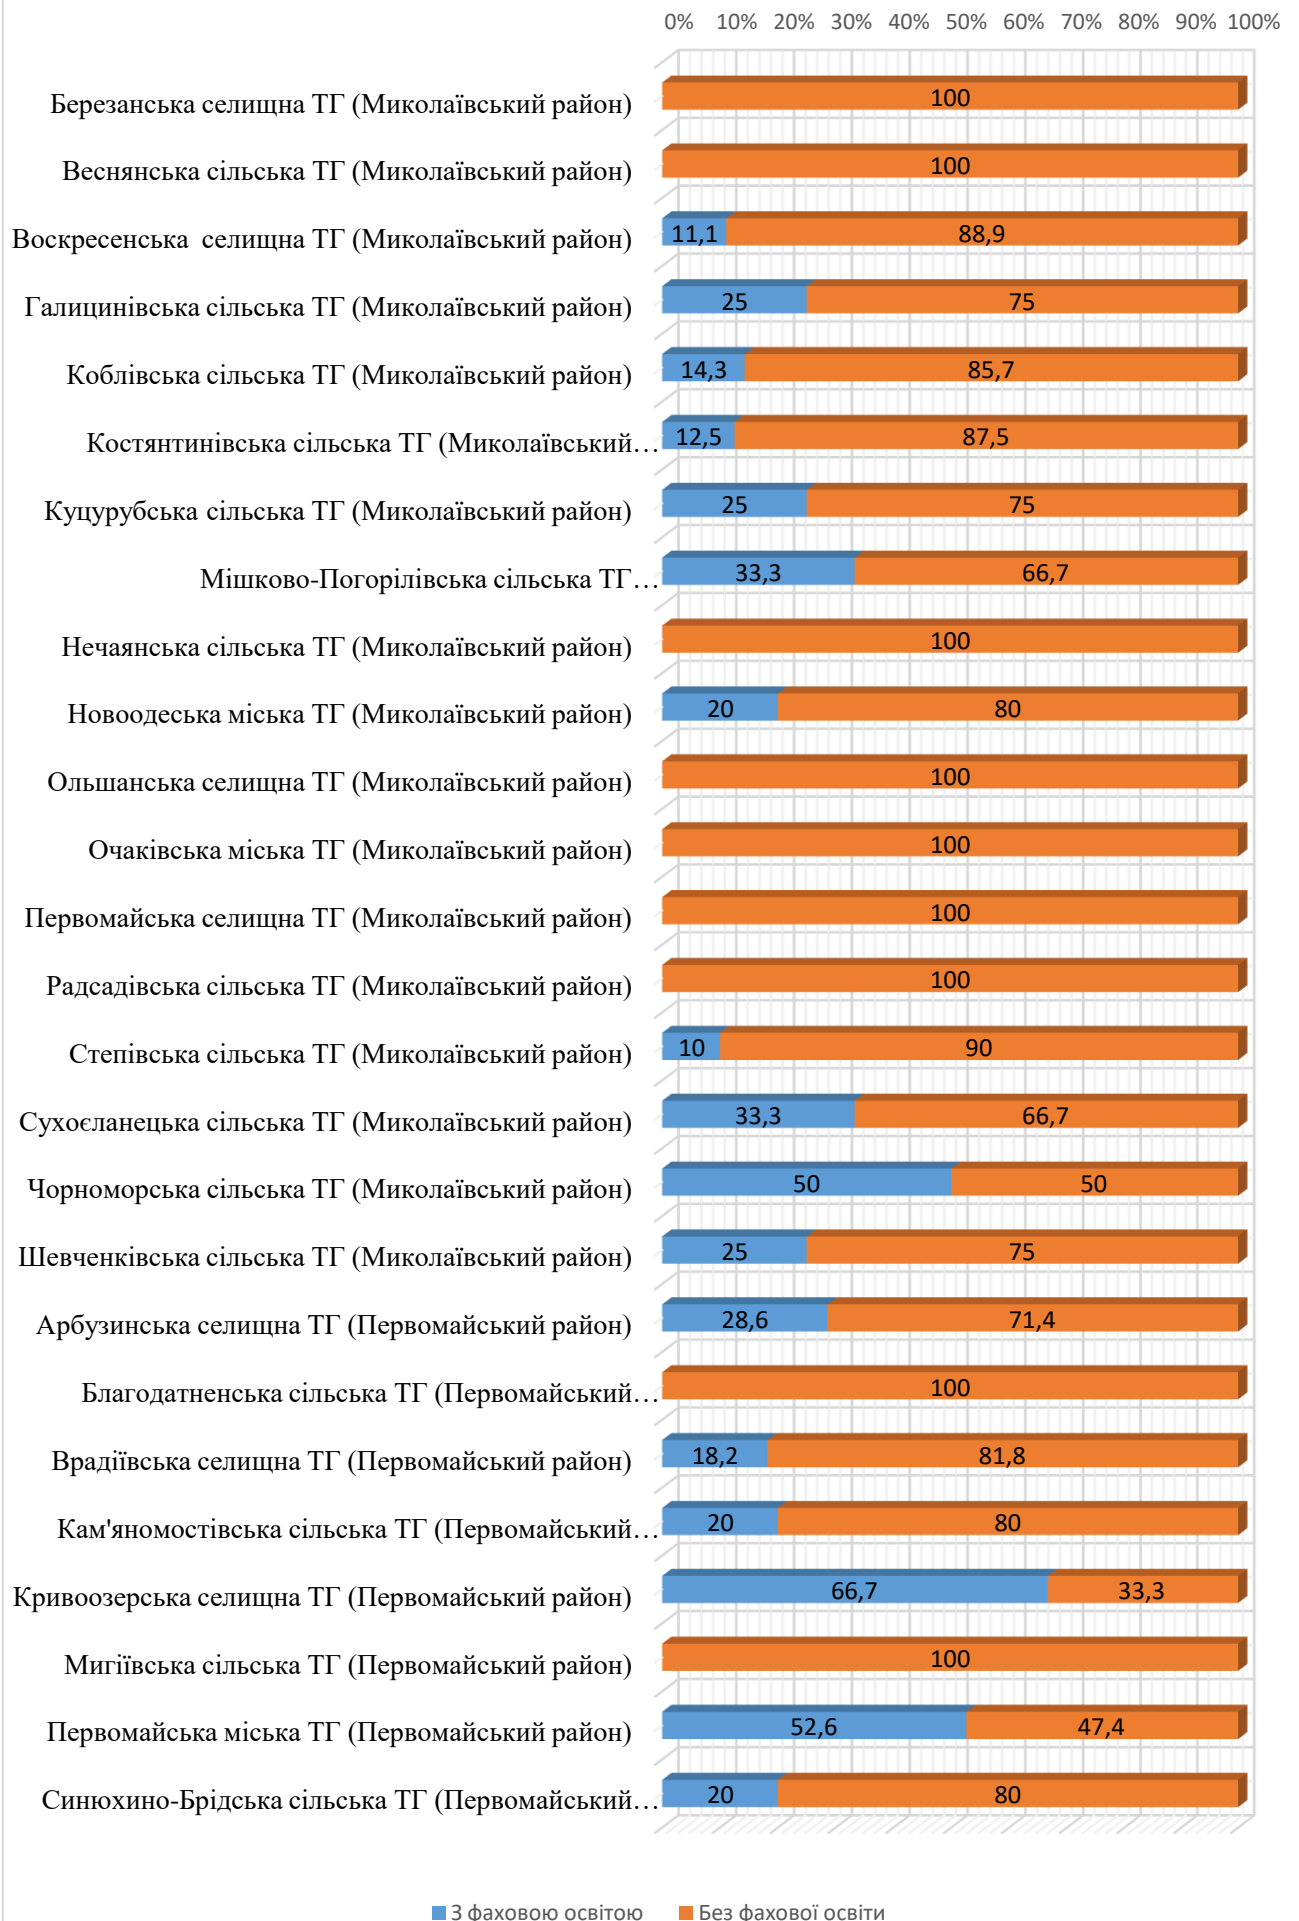 0% 10% 20% 30% 40% 50% 60% 70% 80% 90% 100%
Березанська селищна ТГ (Миколаївський район) 100
Веснянська сільська ТГ (Миколаївський район) 100
Воскресенська селищна ТГ (Миколаївський район) 11,1 88,9
Галицинівська сільська ТГ (Миколаївський район) 25 75
Коблівська сільська ТГ (Миколаївський район) 14,3 85,7
Костянтинівська сільська ТГ (Миколаївський… 12,5 87,5
Куцурубська сільська ТГ (Миколаївський район) 25 75
Мішково-Погорілівська сільська ТГ… 33,3 66,7
Нечаянська сільська ТГ (Миколаївський район) 100
Новоодеська міська ТГ (Миколаївський район) 20 80
Ольшанська селищна ТГ (Миколаївський район) 100
Очаківська міська ТГ (Миколаївський район) 100
Первомайська селищна ТГ (Миколаївський район) 100
Радсадівська сільська ТГ (Миколаївський район) 100
Степівська сільська ТГ (Миколаївський район) 10 90
Сухоєланецька сільська ТГ (Миколаївський район) 33,3 66,7
Чорноморська сільська ТГ (Миколаївський район) 50 50
Шевченківська сільська ТГ (Миколаївський район) 25 75
Арбузинська селищна ТГ (Первомайський район) 28,6 71,4
Благодатненська сільська ТГ (Первомайський… 100
Врадіївська селищна ТГ (Первомайський район) 18,2 81,8
Кам'яномостівська сільська ТГ (Первомайський… 20 80
Кривоозерська селищна ТГ (Первомайський район) 66,7 33,3
Мигіївська сільська ТГ (Первомайський район) 100
Первомайська міська ТГ (Первомайський район) 52,6 47,4
Синюхино-Брідська сільська ТГ (Первомайський… 20 80
З фаховою освітою Без фахової освіти